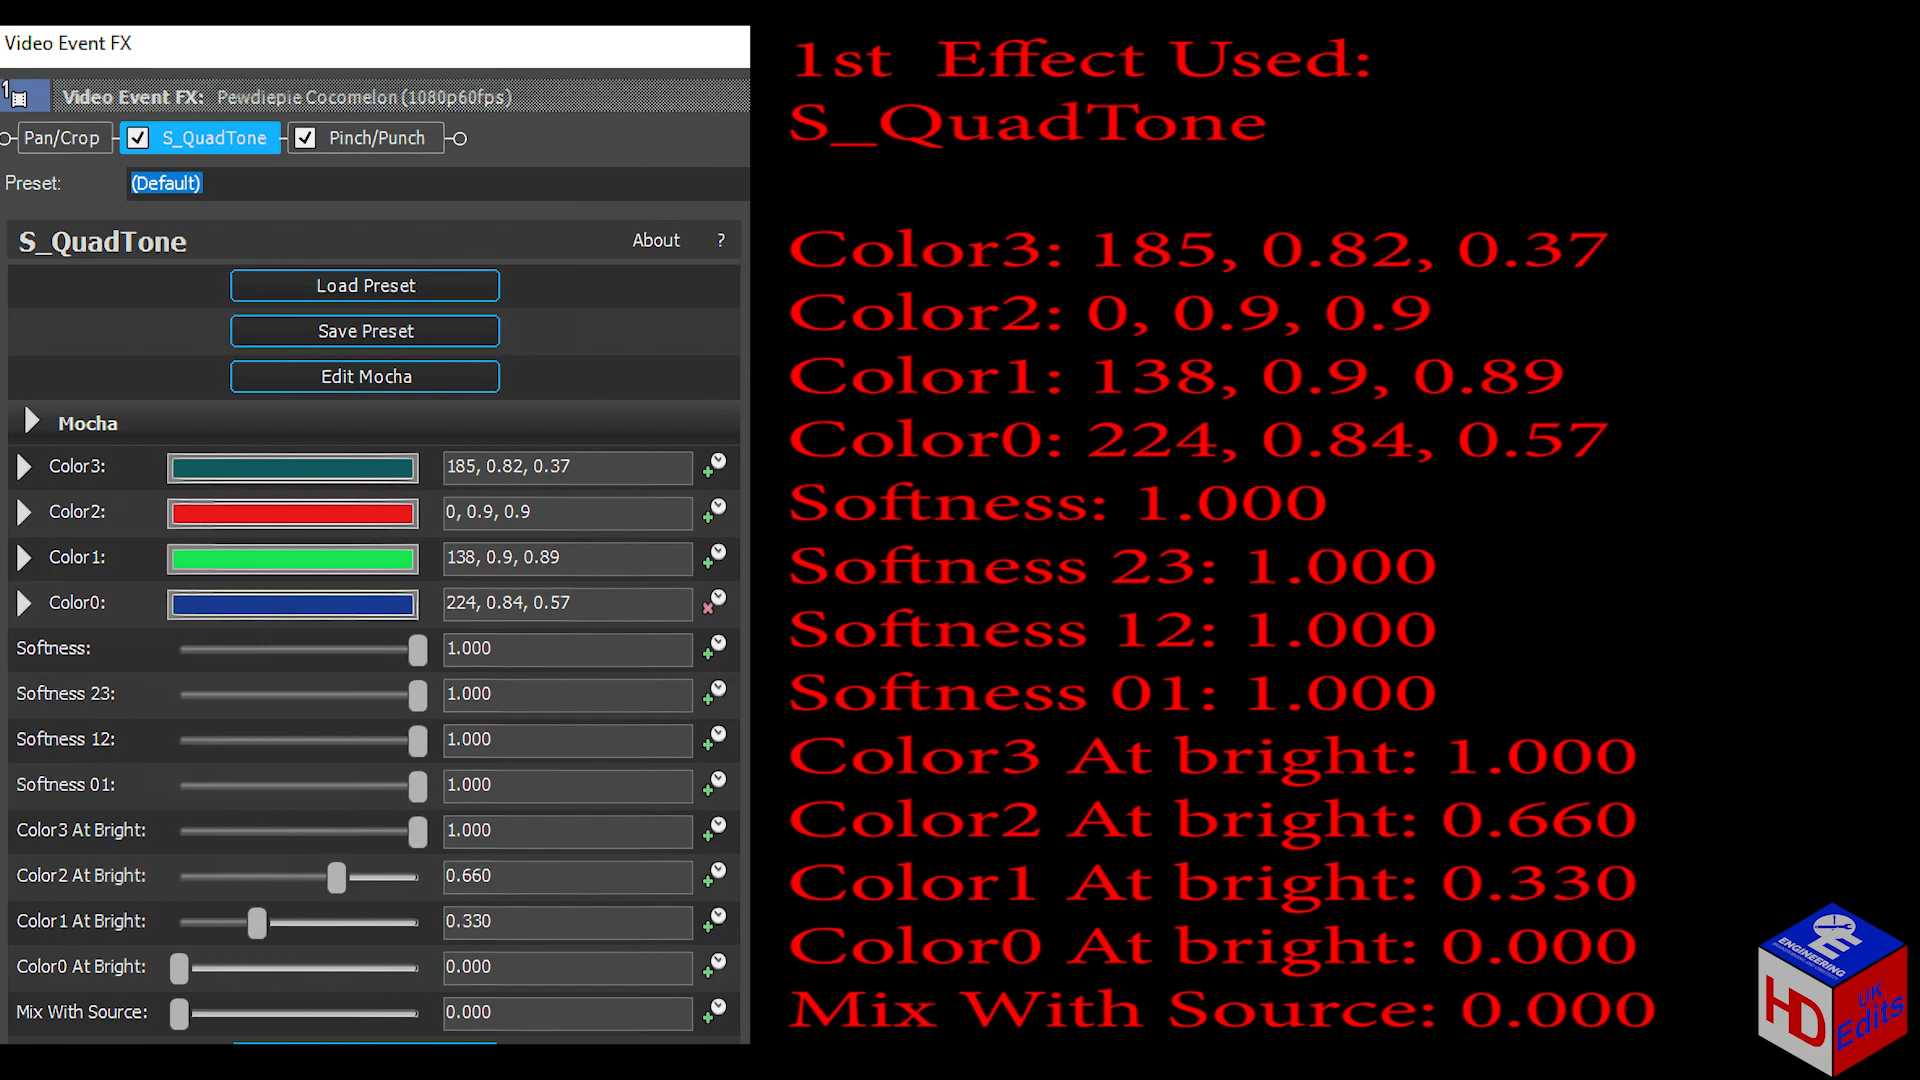 Video Event FX
1
Video Event FX: Pewdiepie Cocomelon (1080p60fps)
Pan/Crop S_QuadTone Pinch/Punch
Preset: (Default)
S_QuadTone About ?
Load Preset
Save Preset
Edit Mocha
Mocha
Color3: 185, 0.82, 0.37
Color2: 0, 0.9, 0.9
Color1: 138, 0.9, 0.89
Color0: 224, 0.84, 0.57
Softness: 1.000
Softness 23: 1.000
Softness 12: 1.000
Softness 01: 1.000
Color3 At Bright: 1.000
Color2 At Bright: 0.660
Color1 At Bright: 0.330
Color0 At Bright: 0.000
Mix With Source: 0.000
1st Effect Used:
S_QuadTone
Color3: 185, 0.82, 0.37
Color2: 0, 0.9, 0.9
Color1: 138, 0.9, 0.89
Color0: 224, 0.84, 0.57
Softness: 1.000
Softness 23: 1.000
Softness 12: 1.000
Softness 01: 1.000
Color3 At bright: 1.000
Color2 At bright: 0.660
Color1 At bright: 0.330
Color0 At bright: 0.000
Mix With Source: 0.000
E
ENGINEERING
HD
UK
Edits